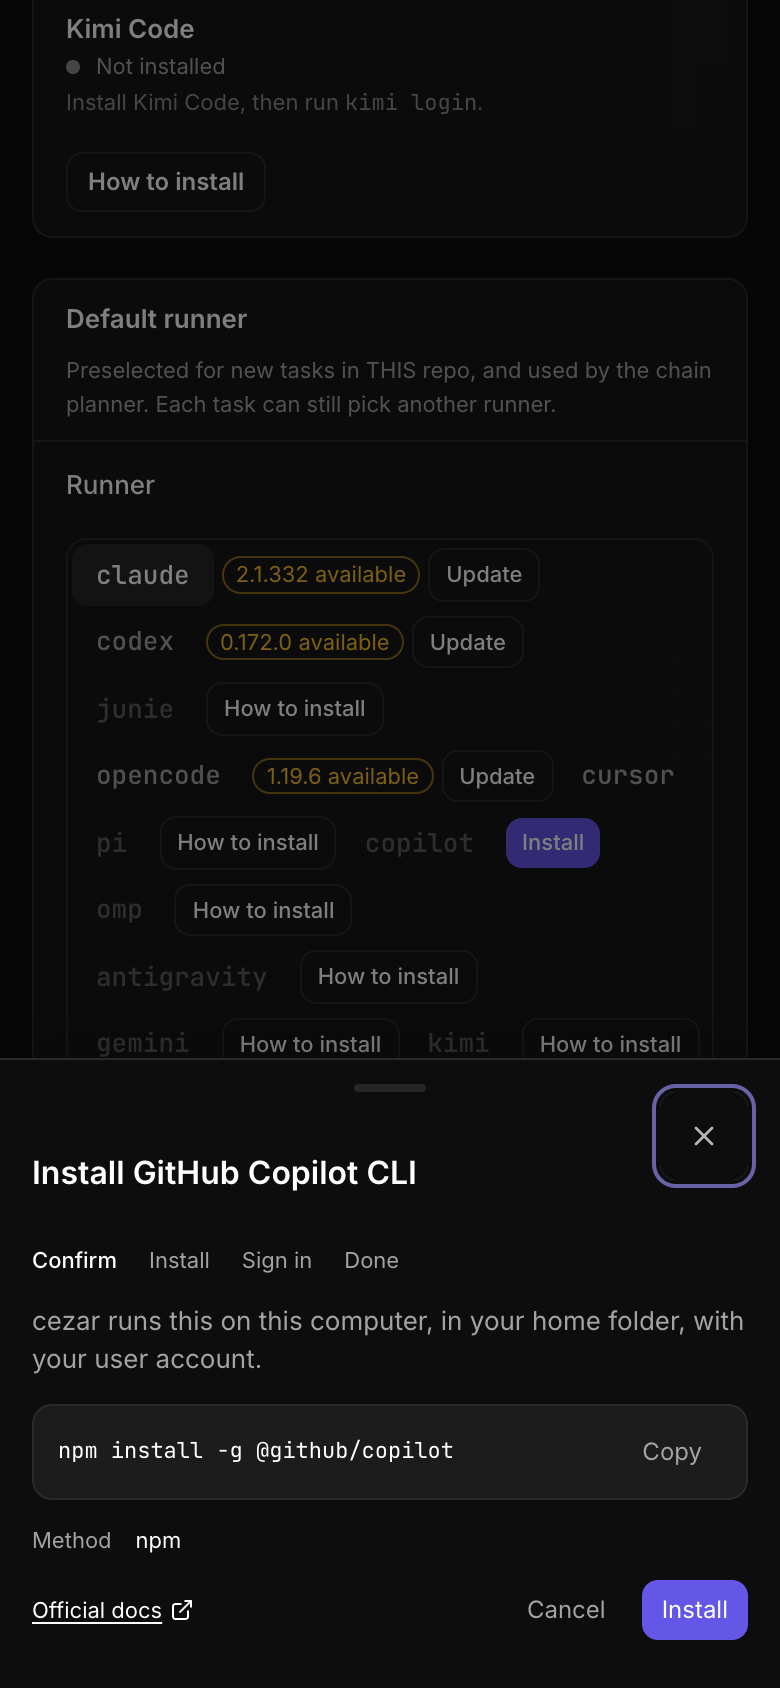 Kimi Code
Not installed
Install Kimi Code, then run kimi login.
How to install
Default runner
Preselected for new tasks in THIS repo, and used by the chain
planner. Each task can still pick another runner.
Runner
claude 2.1.332 available Update
codex 0.172.0 available Update
junie How to install
opencode 1.19.6 available Update cursor
pi How to install copilot Install
omp How to install
antigravity How to install
gemini How to install kimi How to install
Install GitHub Copilot CLI
Confirm Install Sign in Done
cezar runs this on this computer, in your home folder, with
your user account.
npm install -g @github/copilot Copy
Method npm
Official docs Cancel Install